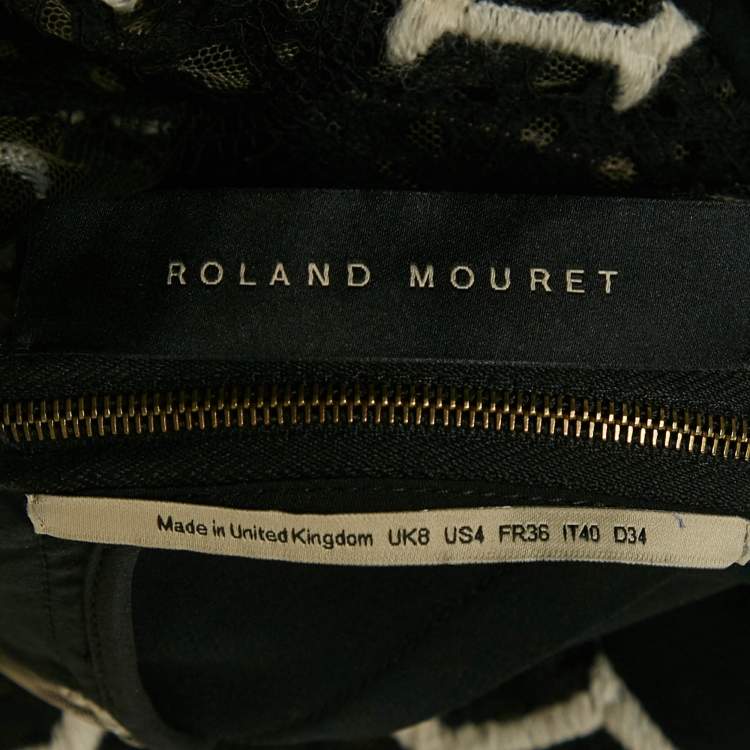 ROLAND MOURET
Made in United Kingdom UK8 US4 FR36 IT40 D34